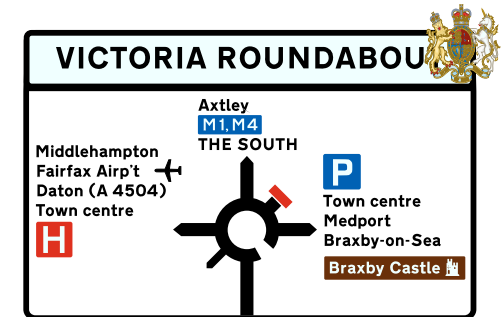 VICTORIA ROUNDABOU
Axtley
M1, M4
THE SOUTH
Middlehampton
Fairfax Airp't
Daton (A 4504)
Town centre
H
P
Town centre
Medport
Braxby-on-Sea
Braxby Castle